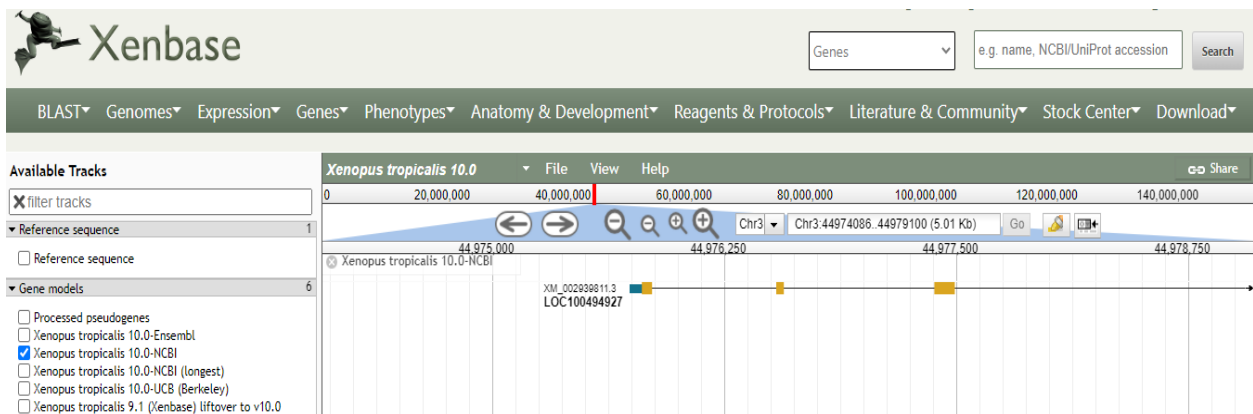 Xenbase
Genes
e.g. name, NCBI/UniProt accession
Search
BLAST Genomes Expression Genes Phenotypes Anatomy & Development Reagents & Protocols Literature & Community Stock Center Download
Available Tracks
filter tracks
Reference sequence 1
Reference sequence
Gene models 6
Processed pseudogenes
Xenopus tropicalis 10.0-Ensembl
Xenopus tropicalis 10.0-NCBI
Xenopus tropicalis 10.0-NCBI (longest)
Xenopus tropicalis 10.0-UCB (Berkeley)
Xenopus tropicalis 9.1 (Xenbase) liftover to v10.0
Xenopus tropicalis 10.0 File View Help Share
0 20,000,000 40,000,000 60,000,000 80,000,000 100,000,000 120,000,000 140,000,000
Chr3 Chr3:44974086..44979100 (5.01 Kb) Go
44,975,000 44,976,250 44,977,500 44,978,750
Xenopus tropicalis 10.0-NCBI
XM_002939811.3
LOC100494927